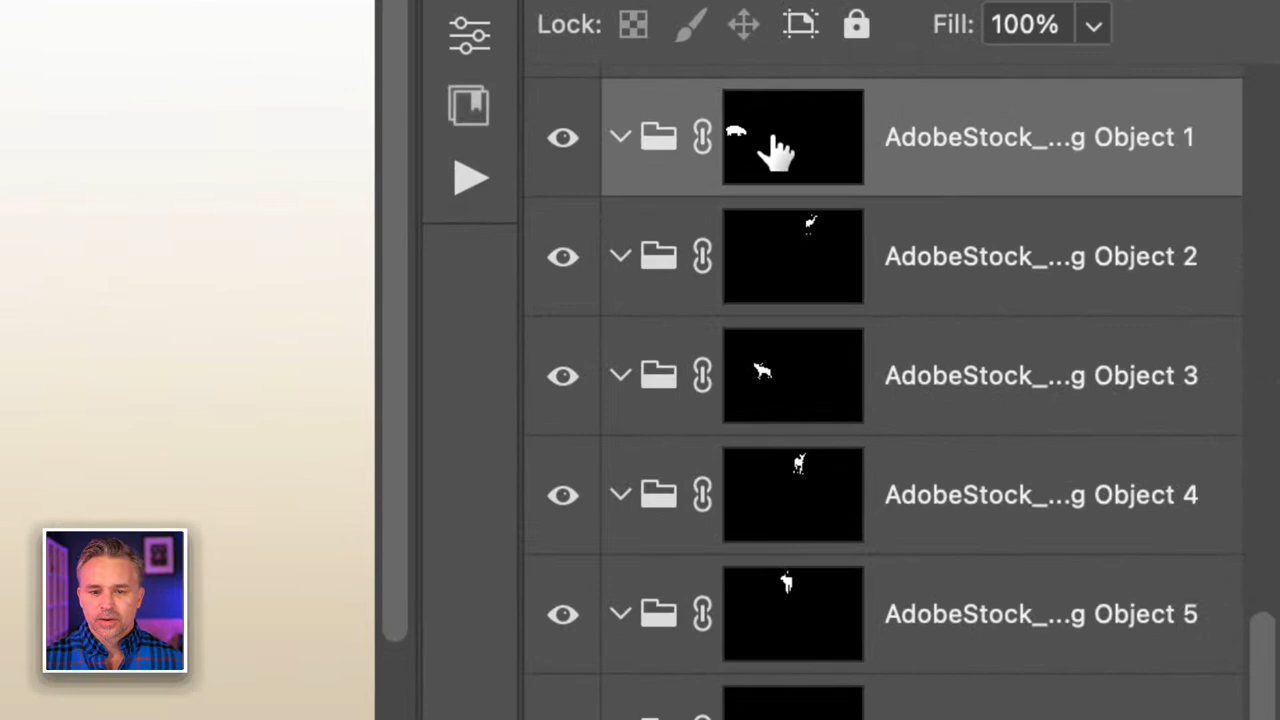 Lock: Fill: 100%
AdobeStock_...g Object 1
AdobeStock_...g Object 2
AdobeStock_...g Object 3
AdobeStock_...g Object 4
AdobeStock_...g Object 5